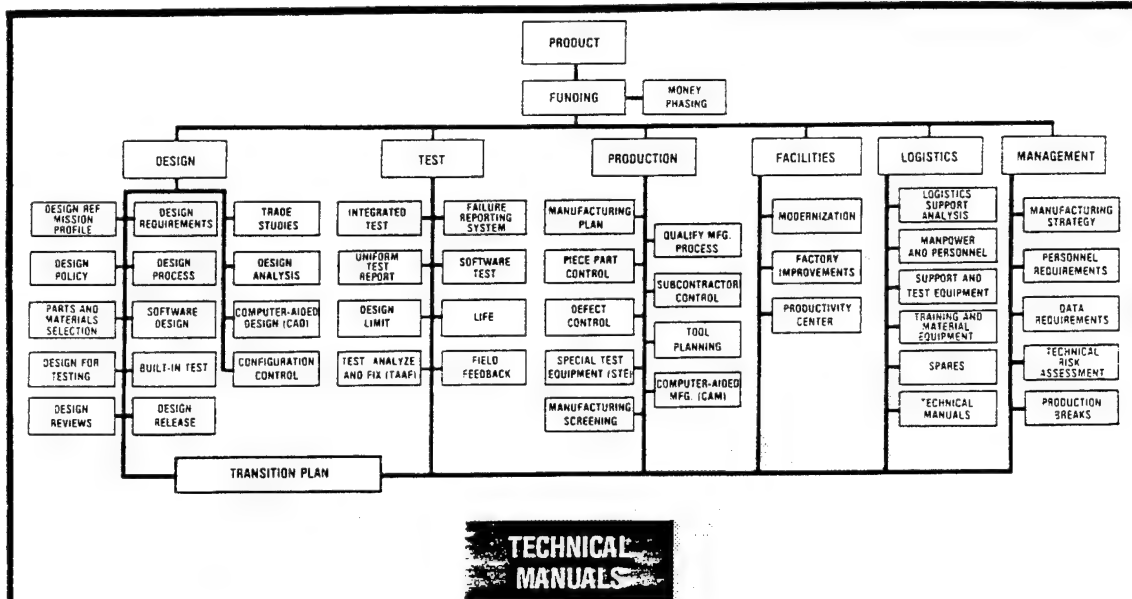 PRODUCT
FUNDING
MONEY
PHASING
DESIGN
TEST
PRODUCTION
FACILITIES
LOGISTICS
MANAGEMENT
DESIGN REF
MISSION
PROFILE
DESIGN
REQUIREMENTS
TRADE
STUDIES
DESIGN
POLICY
DESIGN
PROCESS
DESIGN
ANALYSIS
PARTS AND
MATERIALS
SELECTION
SOFTWARE
DESIGN
COMPUTER-AIDED
DESIGN (CAD)
DESIGN FOR
TESTING
BUILT-IN TEST
CONFIGURATION
CONTROL
DESIGN
REVIEWS
DESIGN
RELEASE
INTEGRATED
TEST
FAILURE
REPORTING
SYSTEM
UNIFORM
TEST
REPORT
SOFTWARE
TEST
DESIGN
LIMIT
LIFE
TEST ANALYZE
AND FIX (TAAF)
FIELD
FEEDBACK
MANUFACTURING
PLAN
QUALIFY MFG.
PROCESS
PIECE PART
CONTROL
SUBCONTRACTOR
CONTROL
DEFECT
CONTROL
TOOL
PLANNING
SPECIAL TEST
EQUIPMENT (STE)
COMPUTER-AIDED
MFG. (CAM)
MANUFACTURING
SCREENING
MODERNIZATION
FACTORY
IMPROVEMENTS
PRODUCTIVITY
CENTER
LOGISTICS
SUPPORT
ANALYSIS
MANPOWER
AND PERSONNEL
SUPPORT AND
TEST EQUIPMENT
TRAINING AND
MATERIAL
EQUIPMENT
SPARES
TECHNICAL
MANUALS
MANUFACTURING
STRATEGY
PERSONNEL
REQUIREMENTS
DATA
REQUIREMENTS
TECHNICAL
RISK
ASSESSMENT
PRODUCTION
BREAKS
TRANSITION PLAN
TECHNICAL
MANUALS